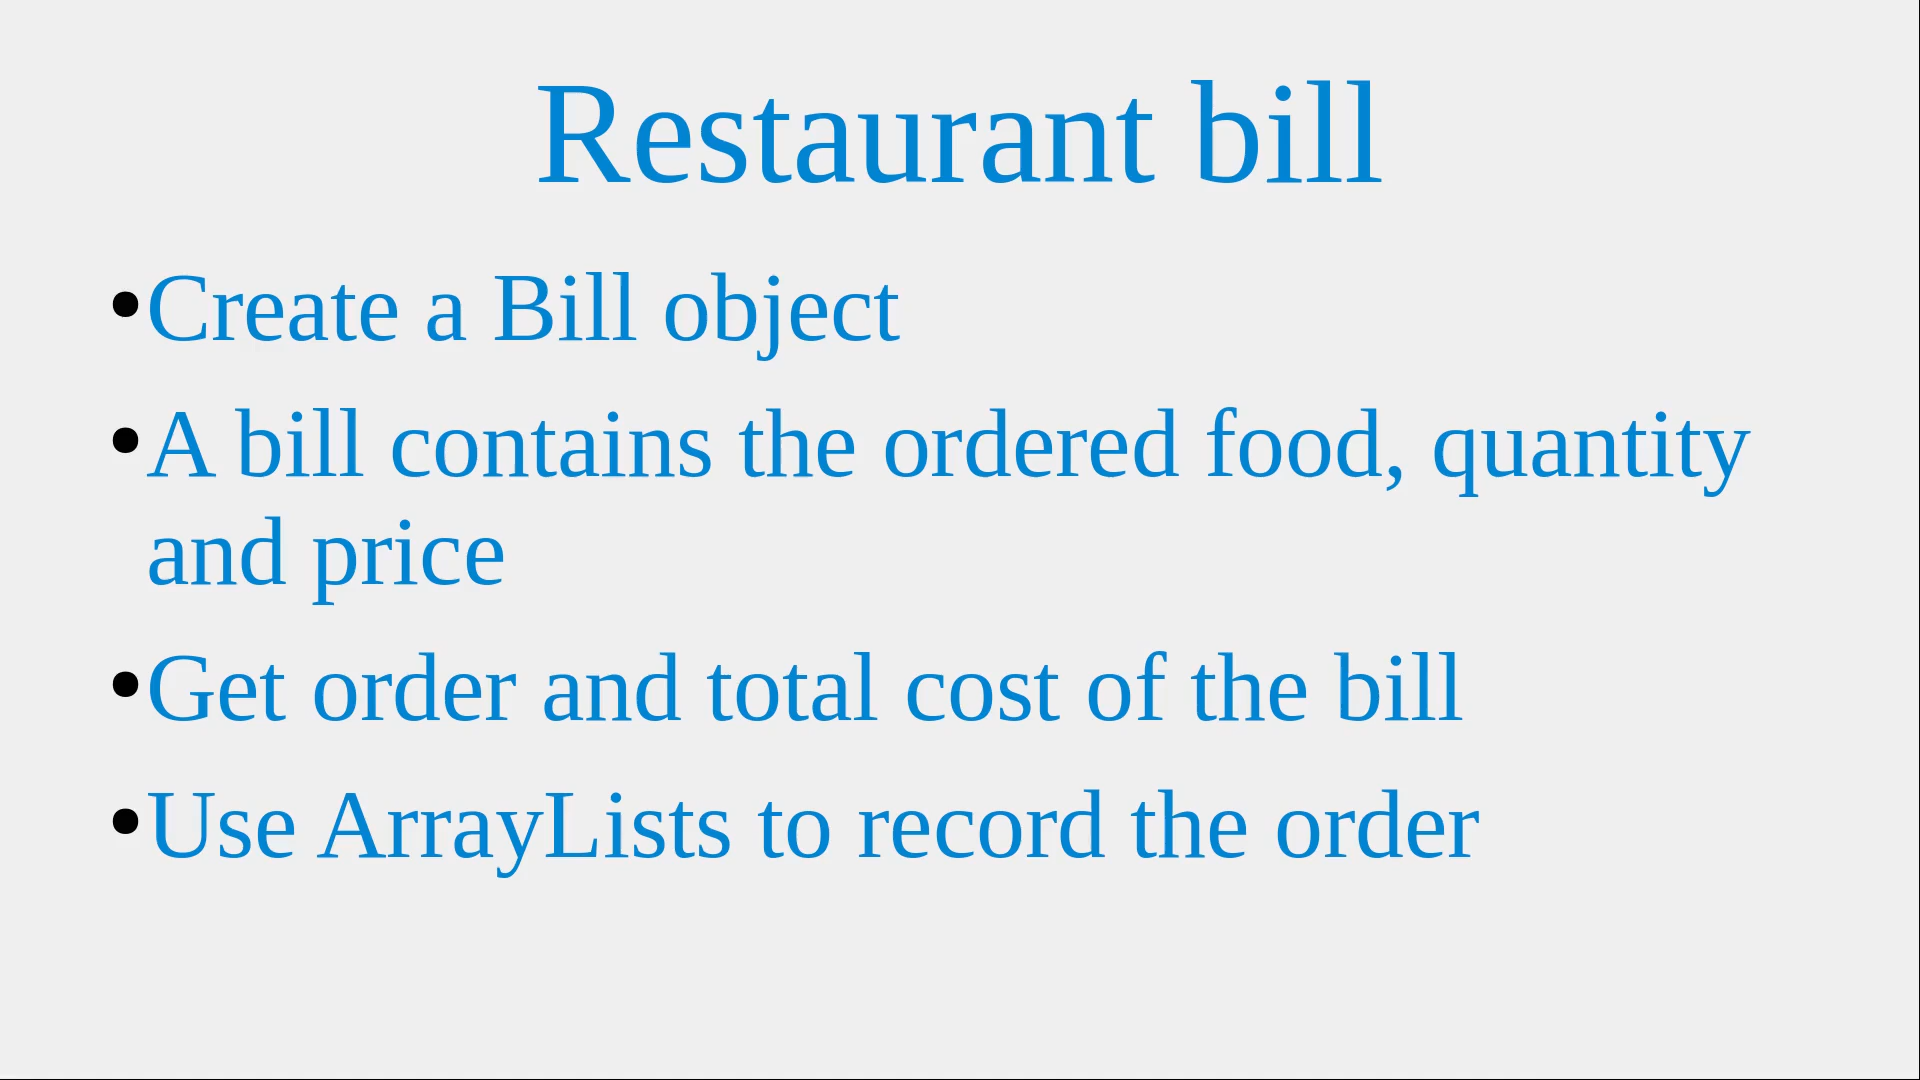 Restaurant bill
•Create a Bill object
•A bill contains the ordered food, quantity
and price
•Get order and total cost of the bill
•Use ArrayLists to record the order